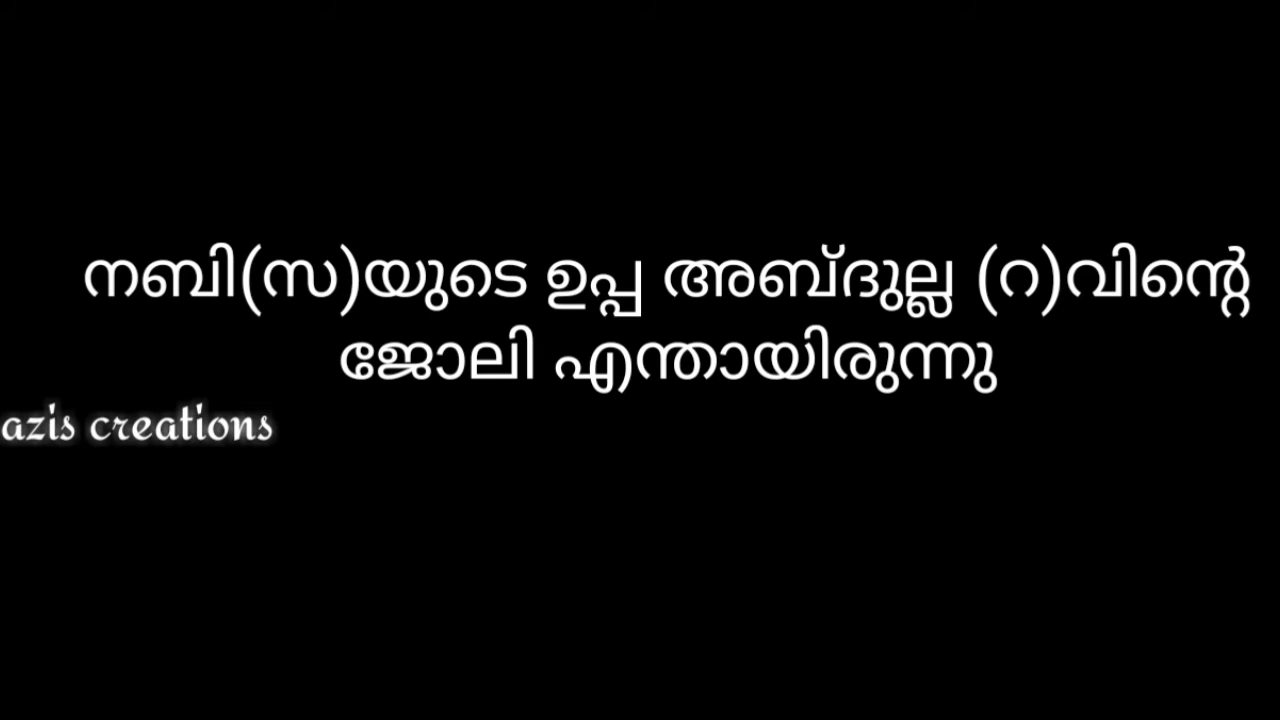 നബി(സ)യുടെ ഉപ്പ അബ്ദുല്ല (റ)വിന്റെ
ജോലി എന്തായിരുന്നു
azis creations